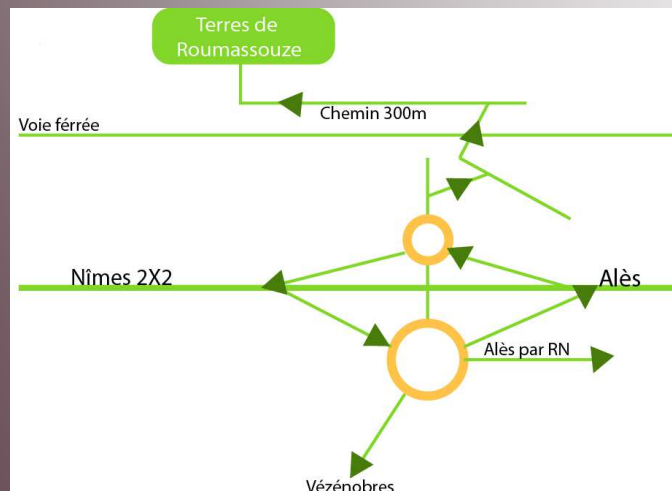 Terres de
Roumassouze
Chemin 300m
Voie férrée
Nîmes 2X2
Alès
Alès par RN
Vézénobres